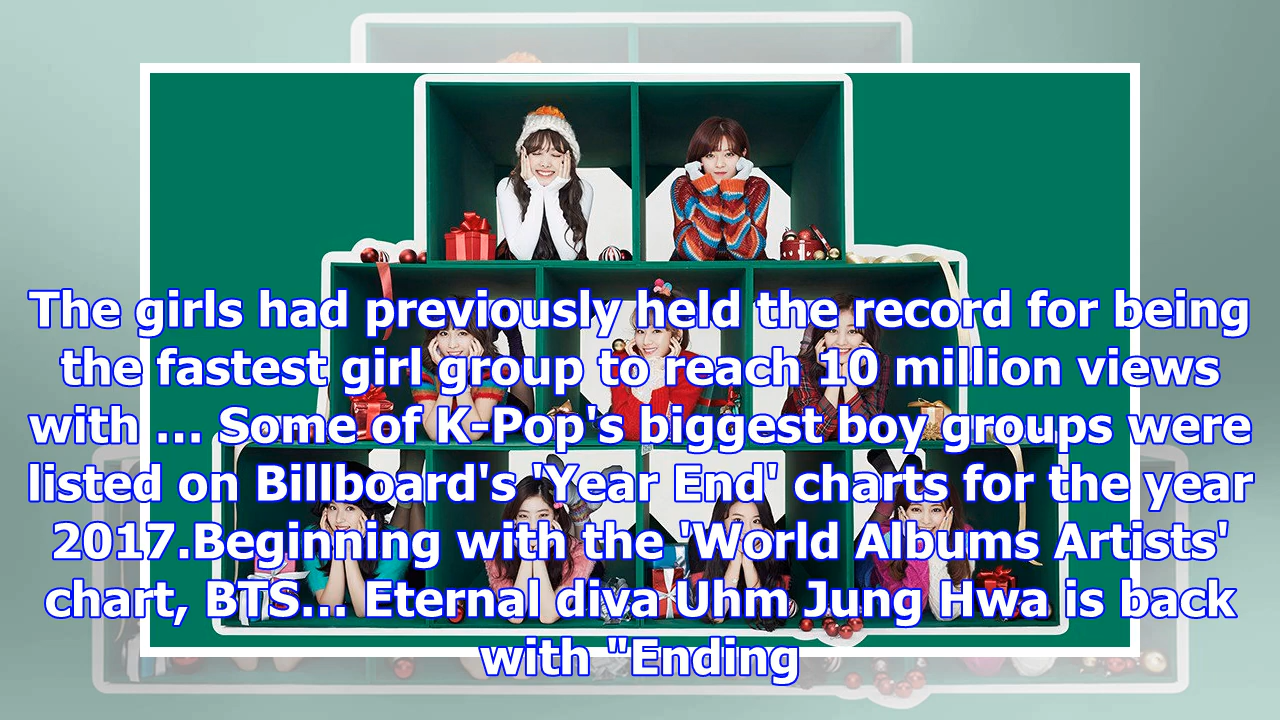 The girls had previously held the record for being
the fastest girl group to reach 10 million views
with ... Some of K-Pop's biggest boy groups were
listed on Billboard's 'Year End' charts for the year
2017.Beginning with the 'World Albums Artists'
chart, BTS... Eternal diva Uhm Jung Hwa is back
with "Ending